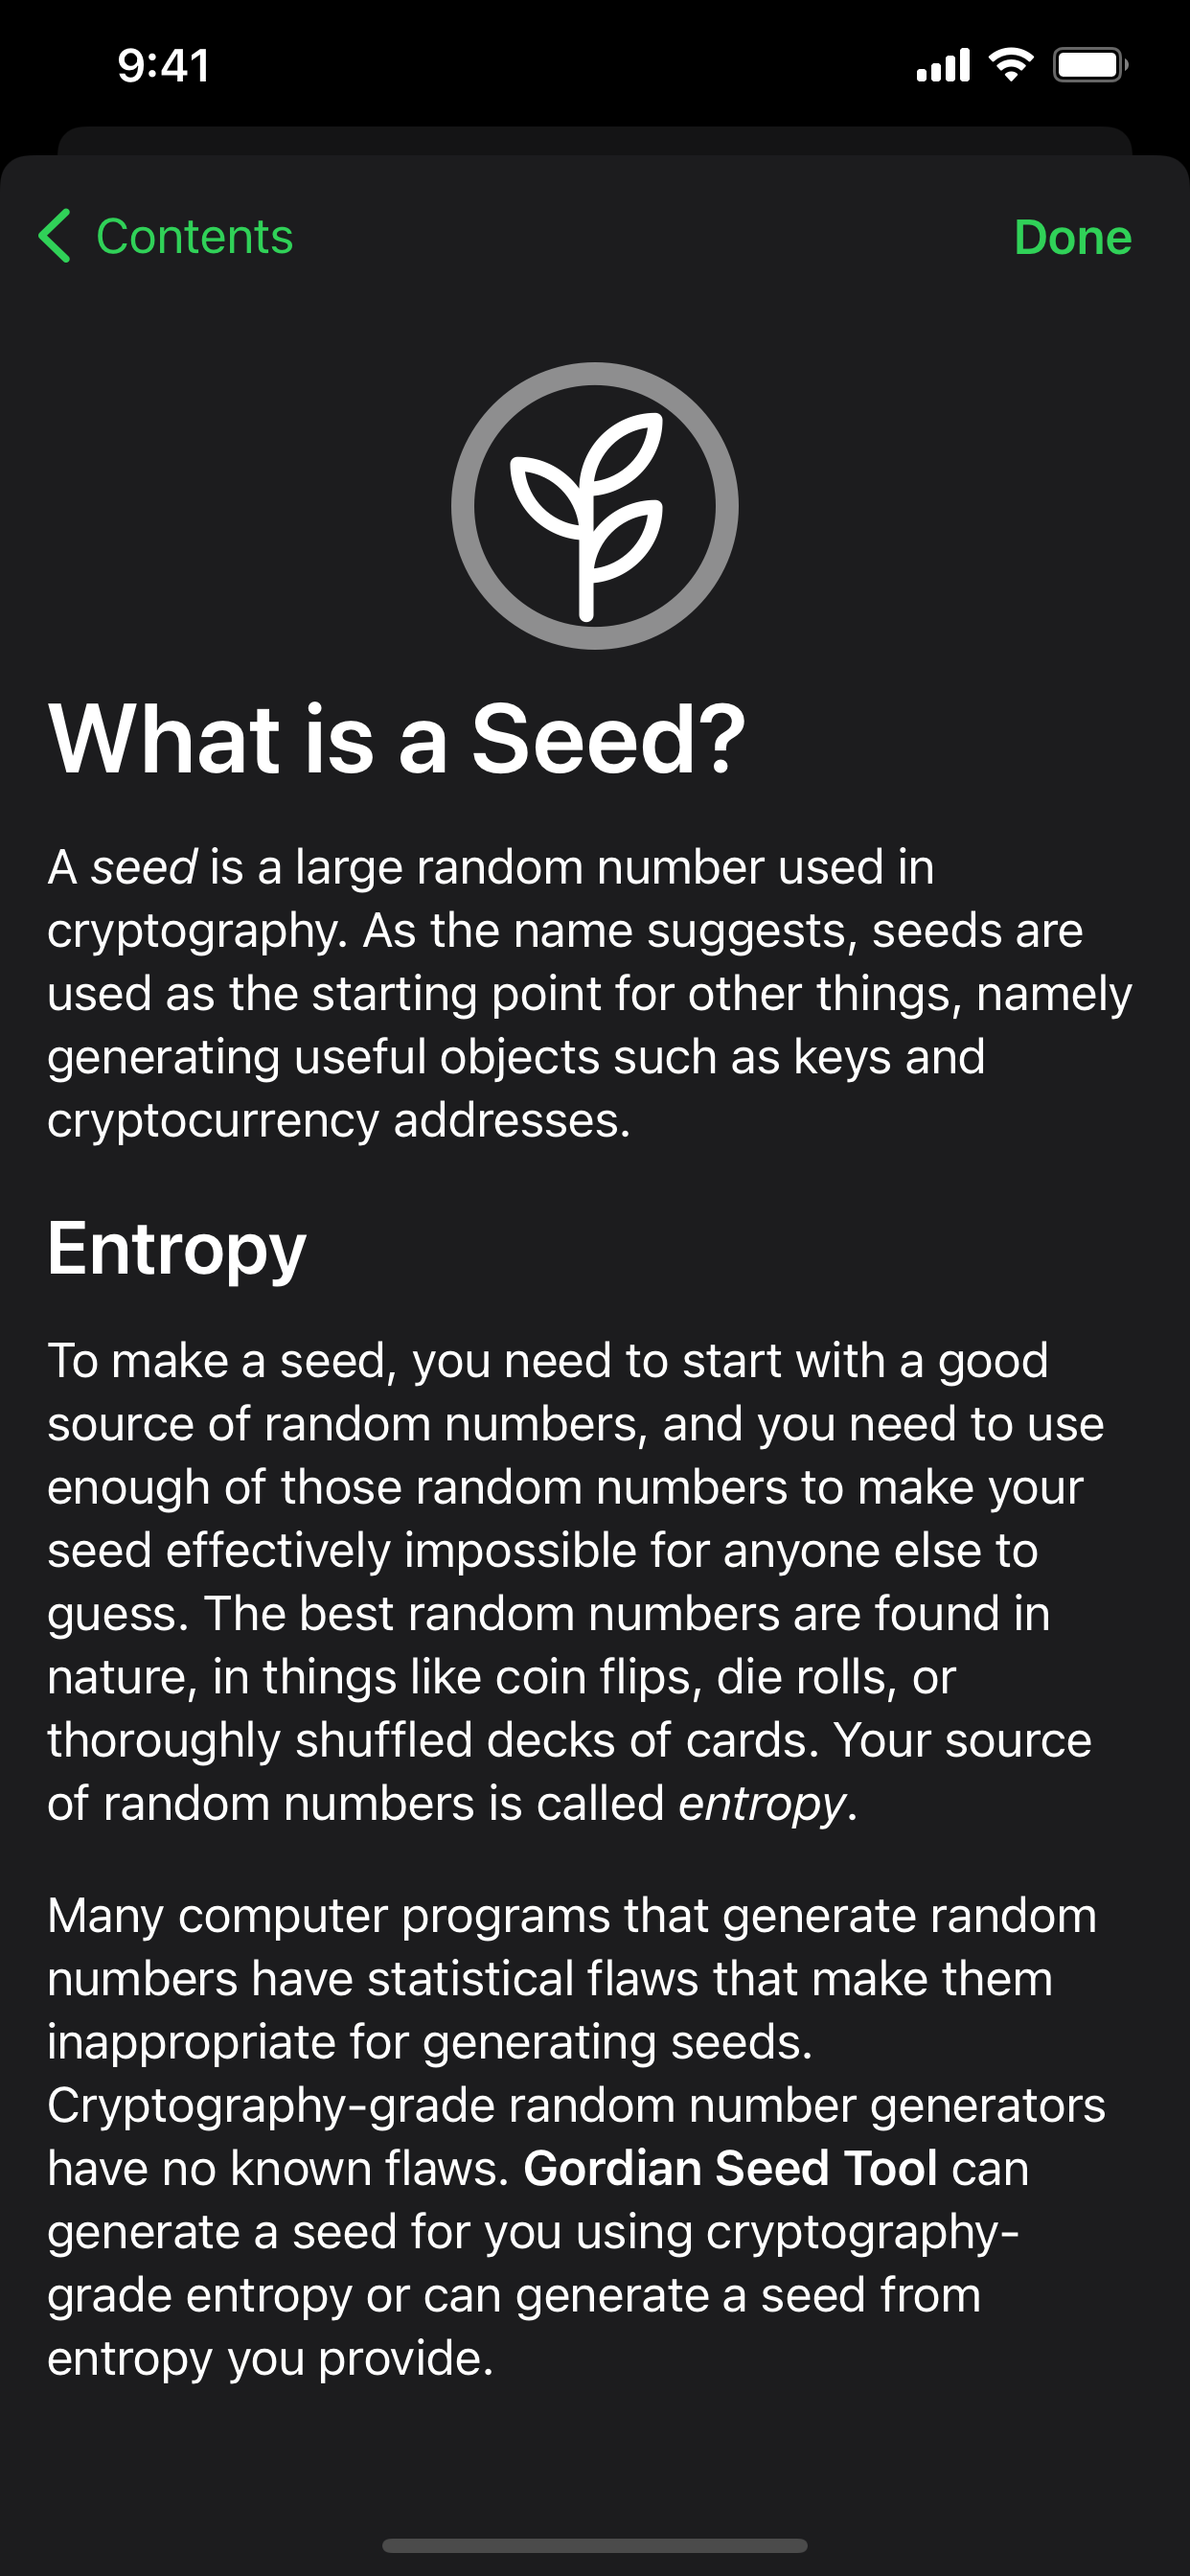 9:41
Contents
Done
What is a Seed?
A seed is a large random number used in
cryptography. As the name suggests, seeds are
used as the starting point for other things, namely
generating useful objects such as keys and
cryptocurrency addresses.
Entropy
To make a seed, you need to start with a good
source of random numbers, and you need to use
enough of those random numbers to make your
seed effectively impossible for anyone else to
guess. The best random numbers are found in
nature, in things like coin flips, die rolls, or
thoroughly shuffled decks of cards. Your source
of random numbers is called entropy.
Many computer programs that generate random
numbers have statistical flaws that make them
inappropriate for generating seeds.
Cryptography-grade random number generators
have no known flaws. Gordian Seed Tool can
generate a seed for you using cryptography-
grade entropy or can generate a seed from
entropy you provide.